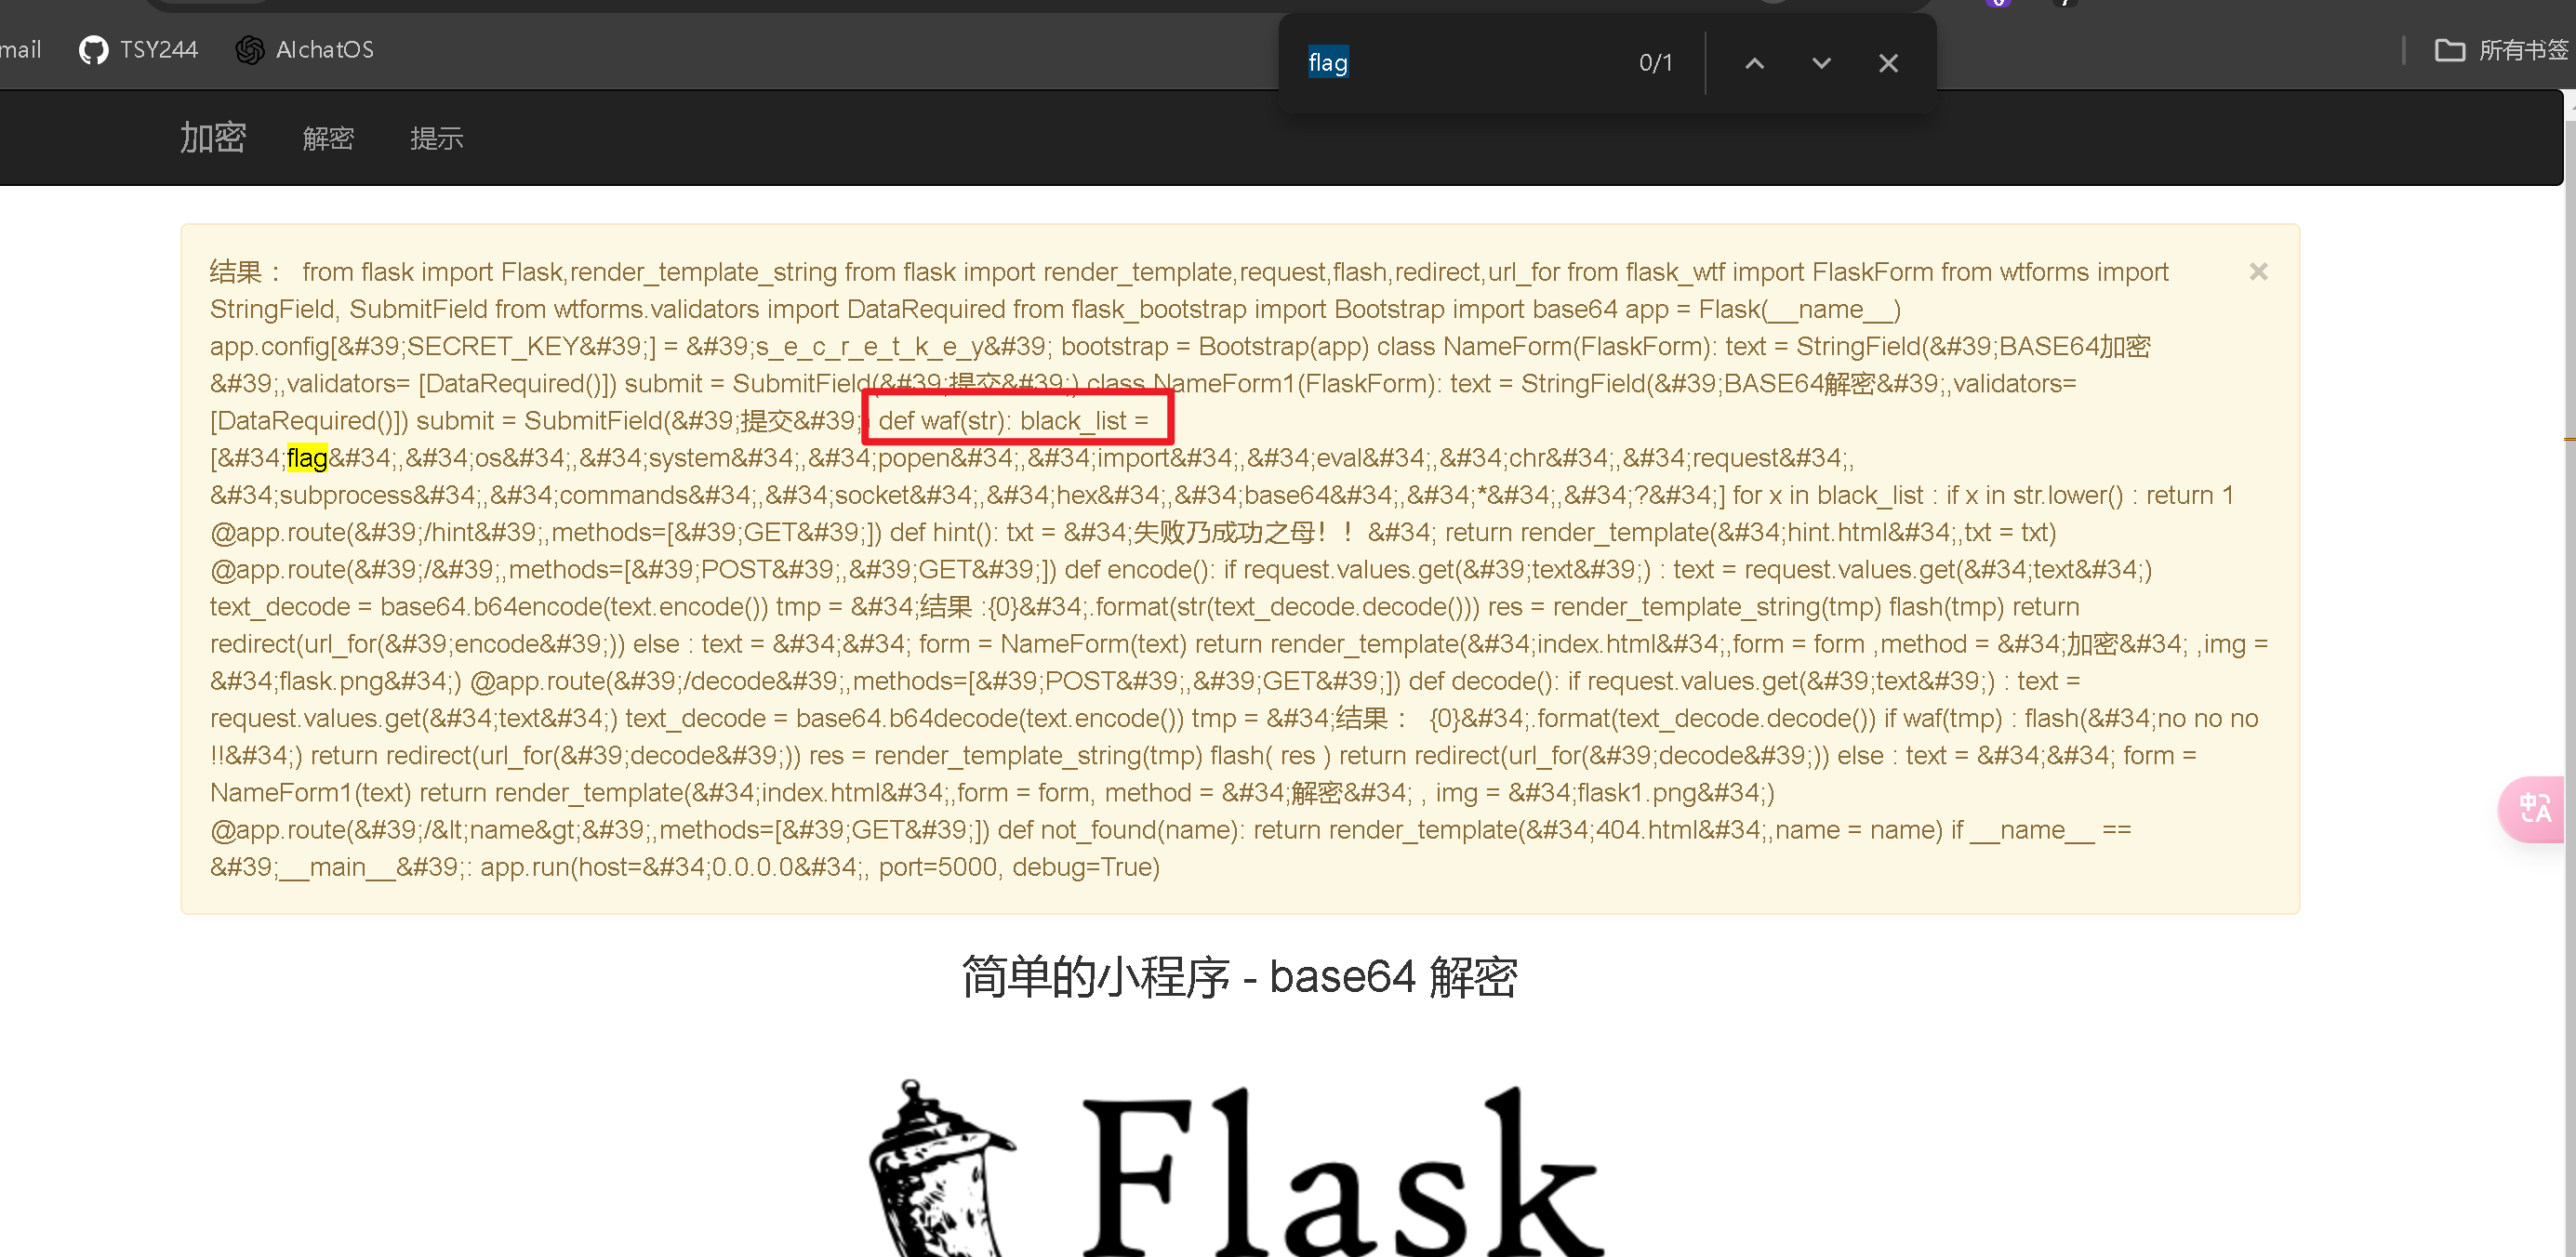 mail TSY244 AIchatOS flag 0/1 所有书签
加密 解密 提示
结果： from flask import Flask,render_template_string from flask import render_template,request,flash,redirect,url_for from flask_wtf import FlaskForm from wtforms import
StringField, SubmitField from wtforms.validators import DataRequired from flask_bootstrap import Bootstrap import base64 app = Flask(__name__)
app.config[&#39;SECRET_KEY&#39;] = &#39;s_e_c_r_e_t_k_e_y&#39; bootstrap = Bootstrap(app) class NameForm(FlaskForm): text = StringField(&#39;BASE64加密
&#39;,validators= [DataRequired()]) submit = SubmitField(&#39;提交&#39;) class NameForm1(FlaskForm): text = StringField(&#39;BASE64解密&#39;,validators=
[DataRequired()]) submit = SubmitField(&#39;提交&#39;) def waf(str): black_list =
[&#34;flag&#34;,&#34;os&#34;,&#34;system&#34;,&#34;popen&#34;,&#34;import&#34;,&#34;eval&#34;,&#34;chr&#34;,&#34;request&#34;,
&#34;subprocess&#34;,&#34;commands&#34;,&#34;socket&#34;,&#34;hex&#34;,&#34;base64&#34;,&#34;*&#34;,&#34;?&#34;] for x in black_list : if x in str.lower() : return 1
@app.route(&#39;/hint&#39;,methods=[&#39;GET&#39;]) def hint(): txt = &#34;失败乃成功之母！！&#34; return render_template(&#34;hint.html&#34;,txt = txt)
@app.route(&#39;/&#39;,methods=[&#39;POST&#39;,&#39;GET&#39;]) def encode(): if request.values.get(&#39;text&#39;) : text = request.values.get(&#34;text&#34;)
text_decode = base64.b64encode(text.encode()) tmp = &#34;结果 :{0}&#34;.format(str(text_decode.decode())) res = render_template_string(tmp) flash(tmp) return
redirect(url_for(&#39;encode&#39;)) else : text = &#34;&#34; form = NameForm(text) return render_template(&#34;index.html&#34;,form = form ,method = &#34;加密&#34; ,img =
&#34;flask.png&#34;) @app.route(&#39;/decode&#39;,methods=[&#39;POST&#39;,&#39;GET&#39;]) def decode(): if request.values.get(&#39;text&#39;) : text =
request.values.get(&#34;text&#34;) text_decode = base64.b64decode(text.encode()) tmp = &#34;结果： {0}&#34;.format(text_decode.decode()) if waf(tmp) : flash(&#34;no no no
!!&#34;) return redirect(url_for(&#39;decode&#39;)) res = render_template_string(tmp) flash( res ) return redirect(url_for(&#39;decode&#39;)) else : text = &#34;&#34; form =
NameForm1(text) return render_template(&#34;index.html&#34;,form = form, method = &#34;解密&#34; , img = &#34;flask1.png&#34;)
@app.route(&#39;/&lt;name&gt;&#39;,methods=[&#39;GET&#39;]) def not_found(name): return render_template(&#34;404.html&#34;,name = name) if __name__ ==
&#39;__main__&#39;: app.run(host=&#34;0.0.0.0&#34;, port=5000, debug=True)
简单的小程序 - base64 解密
Flask